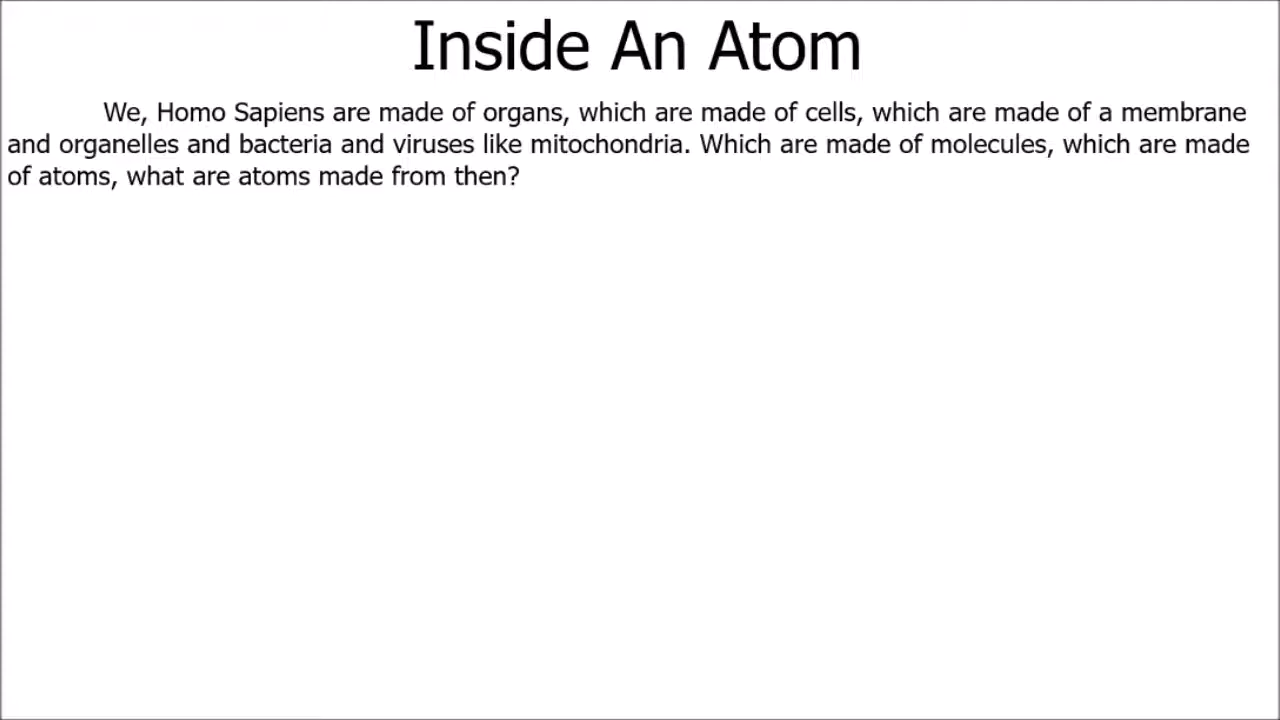 Inside An Atom
We, Homo Sapiens are made of organs, which are made of cells, which are made of a membrane
and organelles and bacteria and viruses like mitochondria. Which are made of molecules, which are made
of atoms, what are atoms made from then?